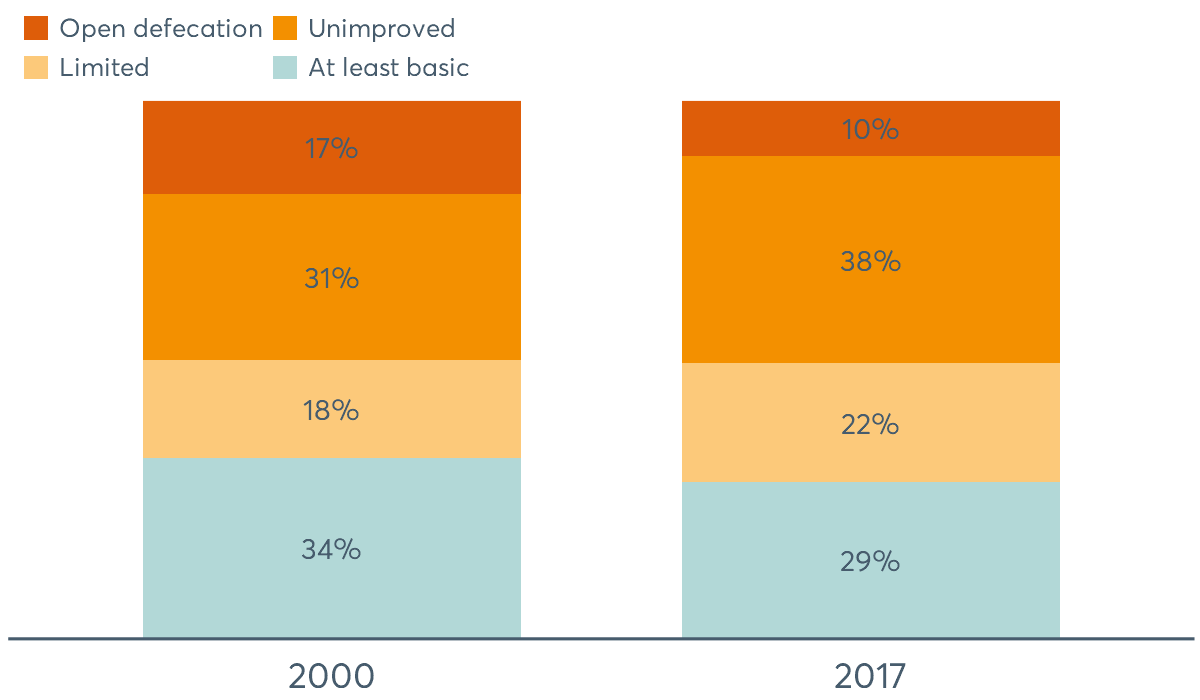 Open defecation Unimproved
Limited At least basic
17% 10%
31% 38%
18% 22%
34% 29%
2000 2017